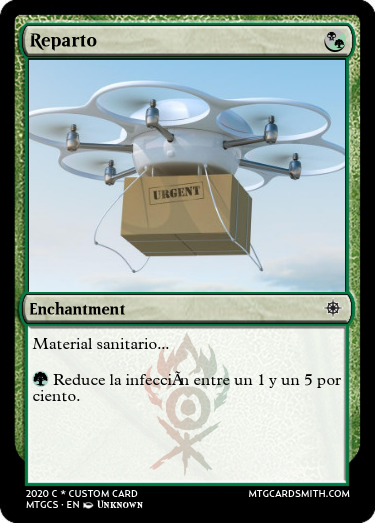 Reparto
URGENT
Enchantment
Material sanitario...
Reduce la infecciÃn entre un 1 y un 5 por
ciento.
2020 C * CUSTOM CARD
MTGCARDSMITH.COM
MTGCS · EN UNKNOWN